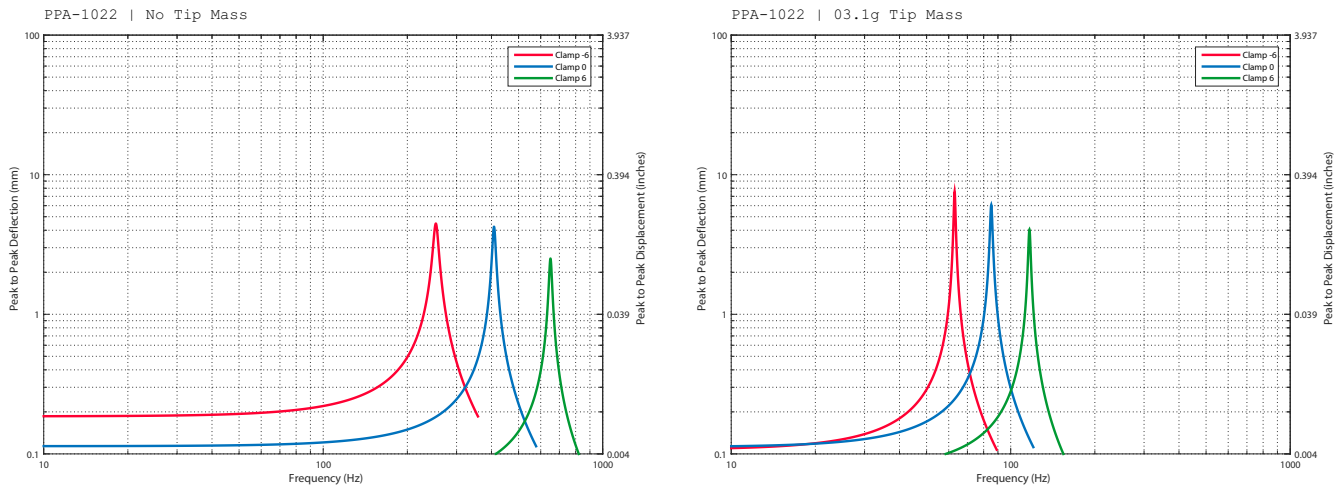 PPA-1022 | No Tip Mass
100
3.937
Clamp -6
Clamp 0
Clamp 6
10
0.394
Peak to Peak Deflection (mm)
Peak to Peak Displacement (inches)
1
0.039
0.1
0.004
10
100
1000
Frequency (Hz)
PPA-1022 | 03.1g Tip Mass
100
3.937
Clamp -6
Clamp 0
Clamp 6
10
0.394
Peak to Peak Deflection (mm)
Peak to Peak Displacement (inches)
1
0.039
0.1
0.004
10
100
1000
Frequency (Hz)